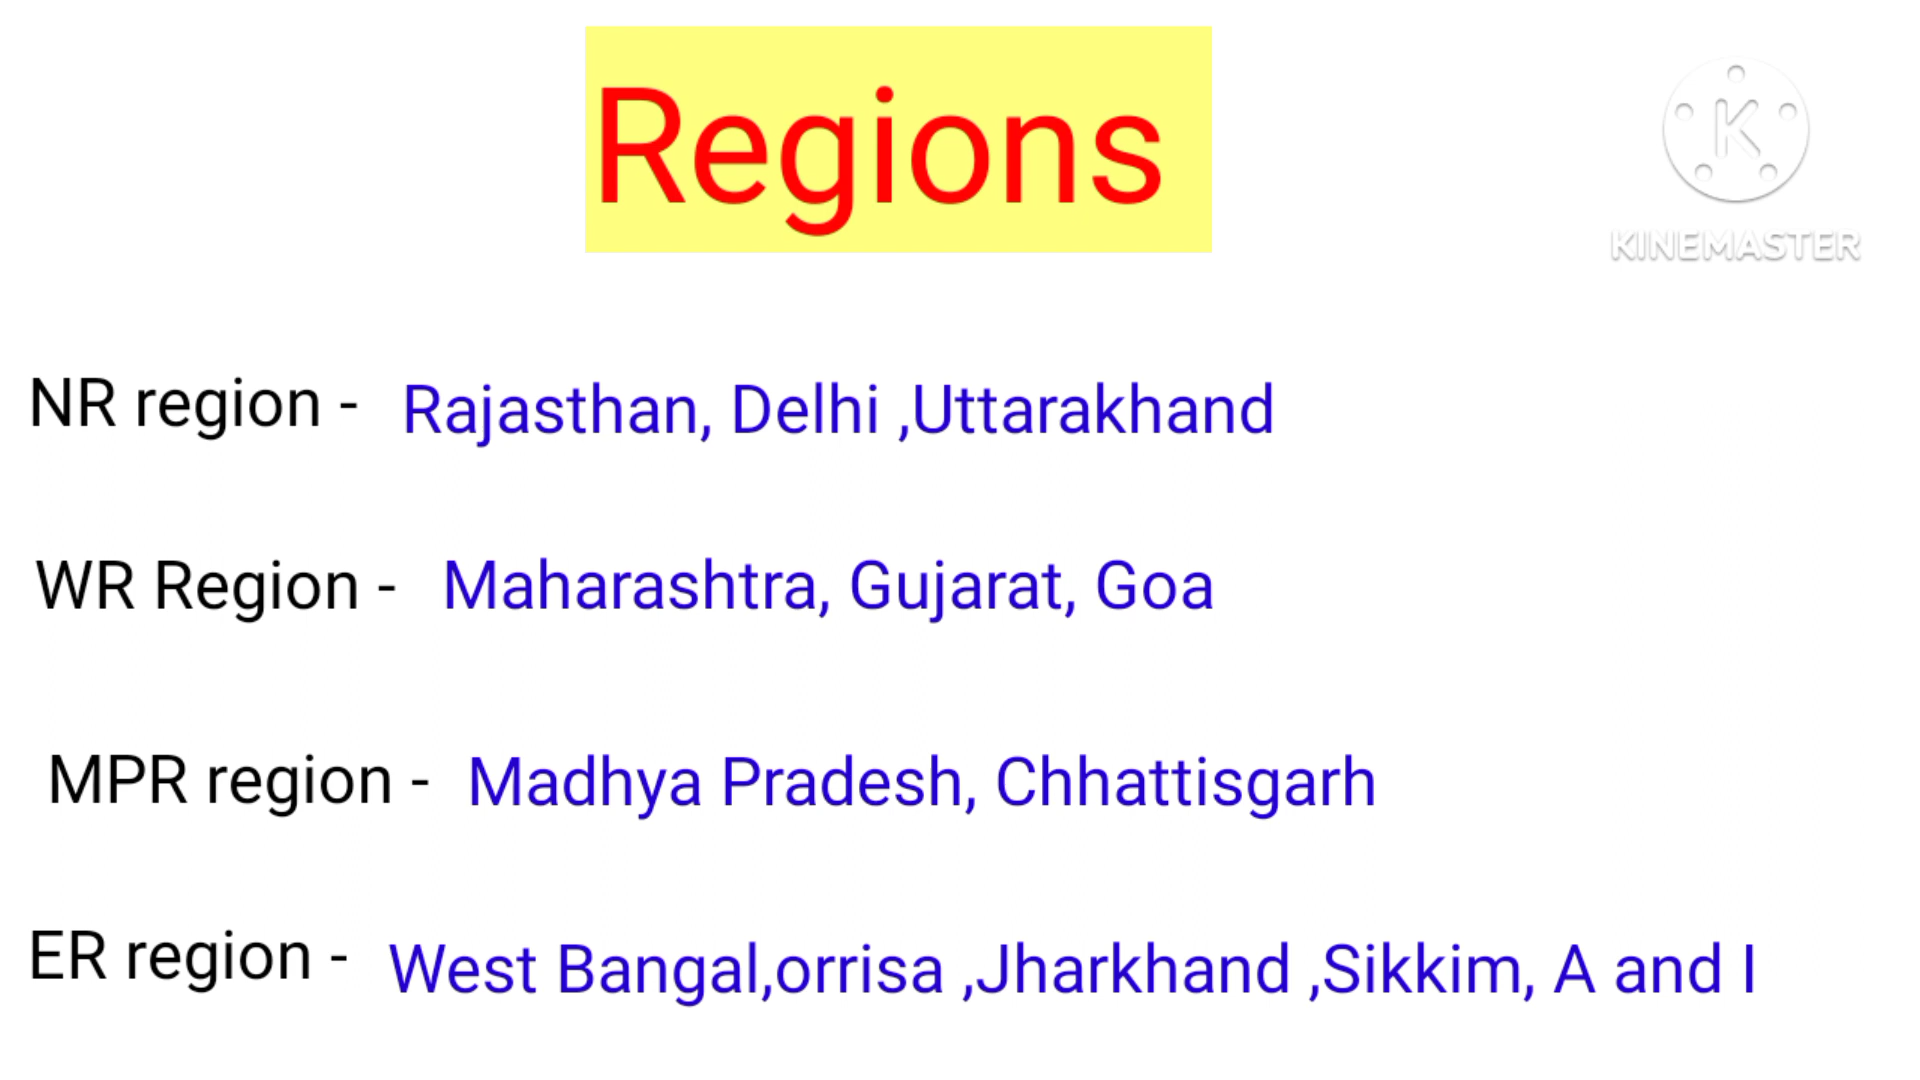 Regions
K
KINEMASTER
NR region - Rajasthan, Delhi ,Uttarakhand
WR Region - Maharashtra, Gujarat, Goa
MPR region - Madhya Pradesh, Chhattisgarh
ER region - West Bangal,orrisa ,Jharkhand ,Sikkim, A and I